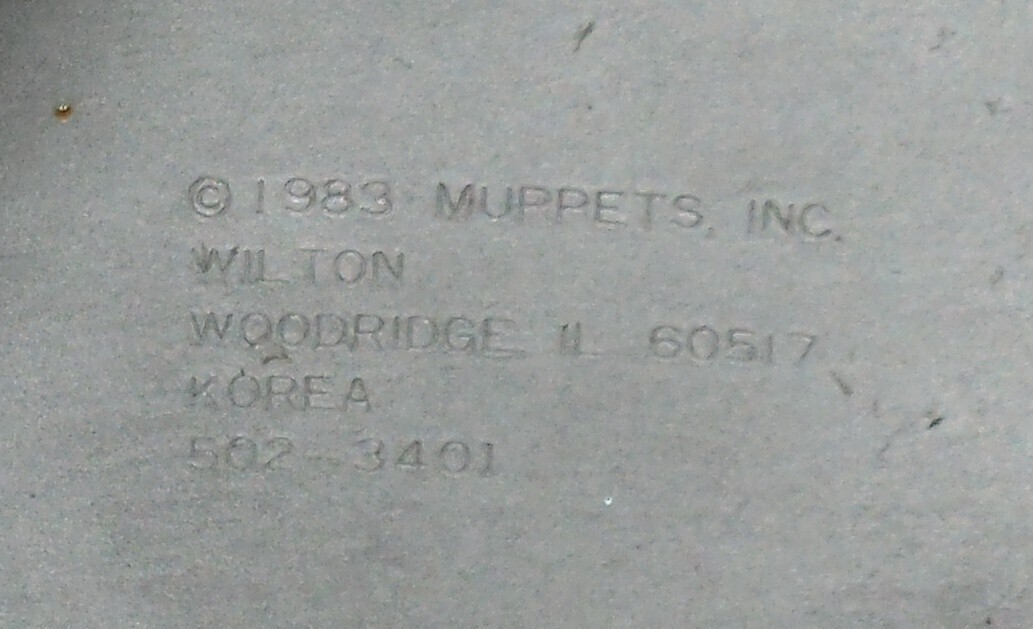 © 1983 MUPPETS, INC.
WILTON
WOODRIDGE IL 60517
KOREA
502-3401